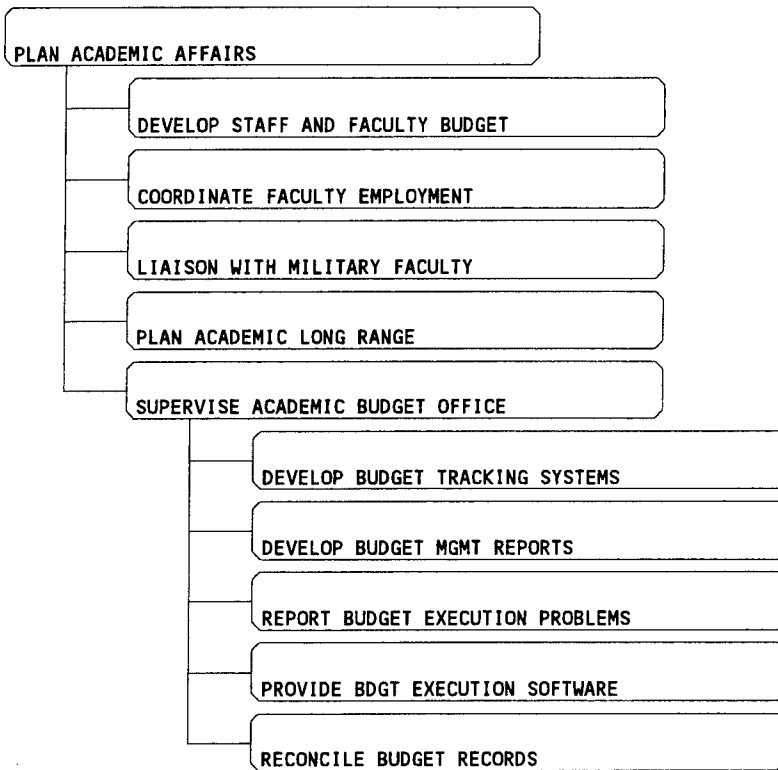 PLAN ACADEMIC AFFAIRS
DEVELOP STAFF AND FACULTY BUDGET
COORDINATE FACULTY EMPLOYMENT
LIAISON WITH MILITARY FACULTY
PLAN ACADEMIC LONG RANGE
SUPERVISE ACADEMIC BUDGET OFFICE
DEVELOP BUDGET TRACKING SYSTEMS
DEVELOP BUDGET MGMT REPORTS
REPORT BUDGET EXECUTION PROBLEMS
PROVIDE BDGT EXECUTION SOFTWARE
RECONCILE BUDGET RECORDS